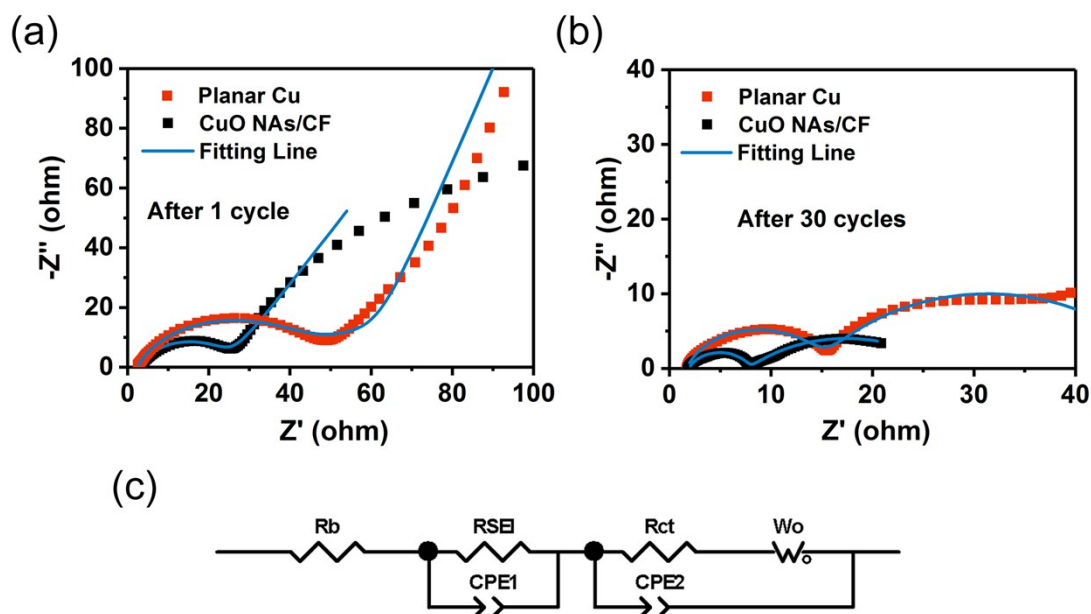 (a)
100
80
60
40
20
0
-Z'' (ohm)
Planar Cu
CuO NAs/CF
Fitting Line
After 1 cycle
0 20 40 60 80 100
Z' (ohm)
(b)
40
30
20
10
0
-Z'' (ohm)
Planar Cu
CuO NAs/CF
Fitting Line
After 30 cycles
0 10 20 30 40
Z' (ohm)
(c)
Rb RSEI Rct Wo
CPE1 CPE2